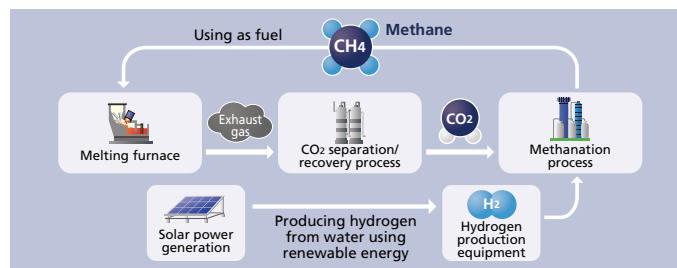 Using as fuel
CH4
Methane
Melting furnace
Exhaust
gas
CO2 separation/
recovery process
CO2
Methanation
process
Solar power
generation
Producing hydrogen
from water using
renewable energy
H2
Hydrogen
production
equipment